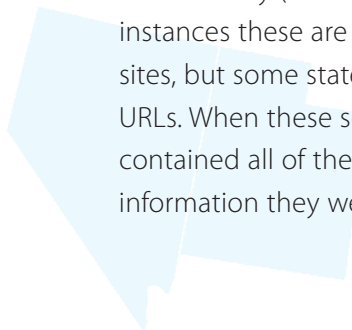 instances these are
sites, but some state
URLs. When these s
contained all of the
information they we